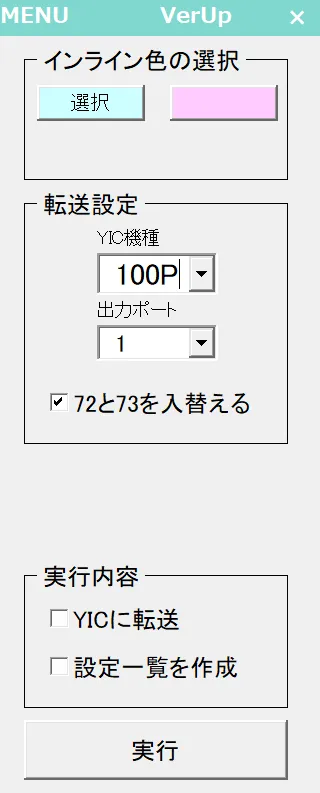 MENU VerUp ×
インライン色の選択
選択
転送設定
YIC機種
100P
出力ポート
1
72と73を入替える
実行内容
YICに転送
設定一覧を作成
実行